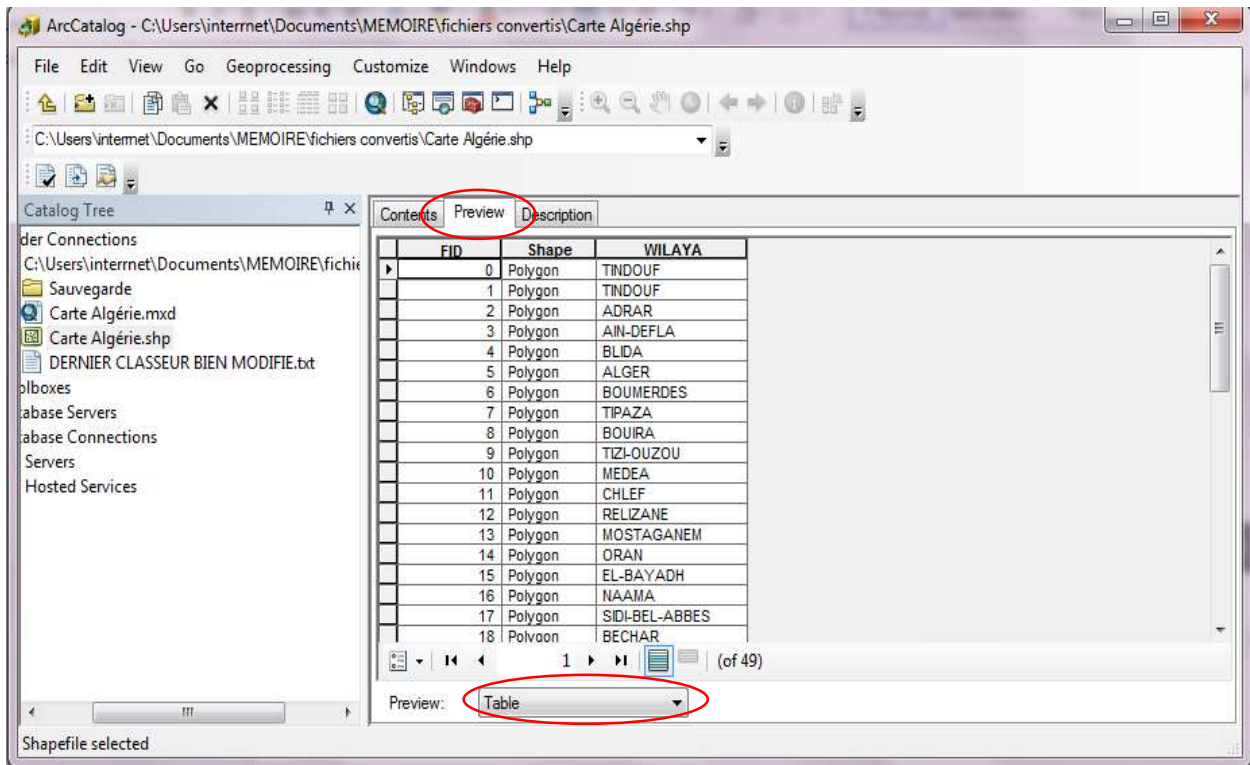 ArcCatalog - C:\Users\interrnet\Documents\MEMOIRE\fichiers convertis\Carte Algérie.shp
File Edit View Go Geoprocessing Customize Windows Help
C:\Users\interrnet\Documents\MEMOIRE\fichiers convertis\Carte Algérie.shp
Catalog Tree
der Connections
C:\Users\interrnet\Documents\MEMOIRE\fichie
Sauvegarde
Carte Algérie.mxd
Carte Algérie.shp
DERNIER CLASSEUR BIEN MODIFIE.txt
olboxes
tabase Servers
tabase Connections
Servers
Hosted Services
Contents Preview Description
FID Shape WILAYA
0 Polygon TINDOUF
1 Polygon TINDOUF
2 Polygon ADRAR
3 Polygon AIN-DEFLA
4 Polygon BLIDA
5 Polygon ALGER
6 Polygon BOUMERDES
7 Polygon TIPAZA
8 Polygon BOUIRA
9 Polygon TIZI-OUZOU
10 Polygon MEDEA
11 Polygon CHLEF
12 Polygon RELIZANE
13 Polygon MOSTAGANEM
14 Polygon ORAN
15 Polygon EL-BAYADH
16 Polygon NAAMA
17 Polygon SIDI-BEL-ABBES
18 Polygon BECHAR
1 (of 49)
Preview: Table
Shapefile selected